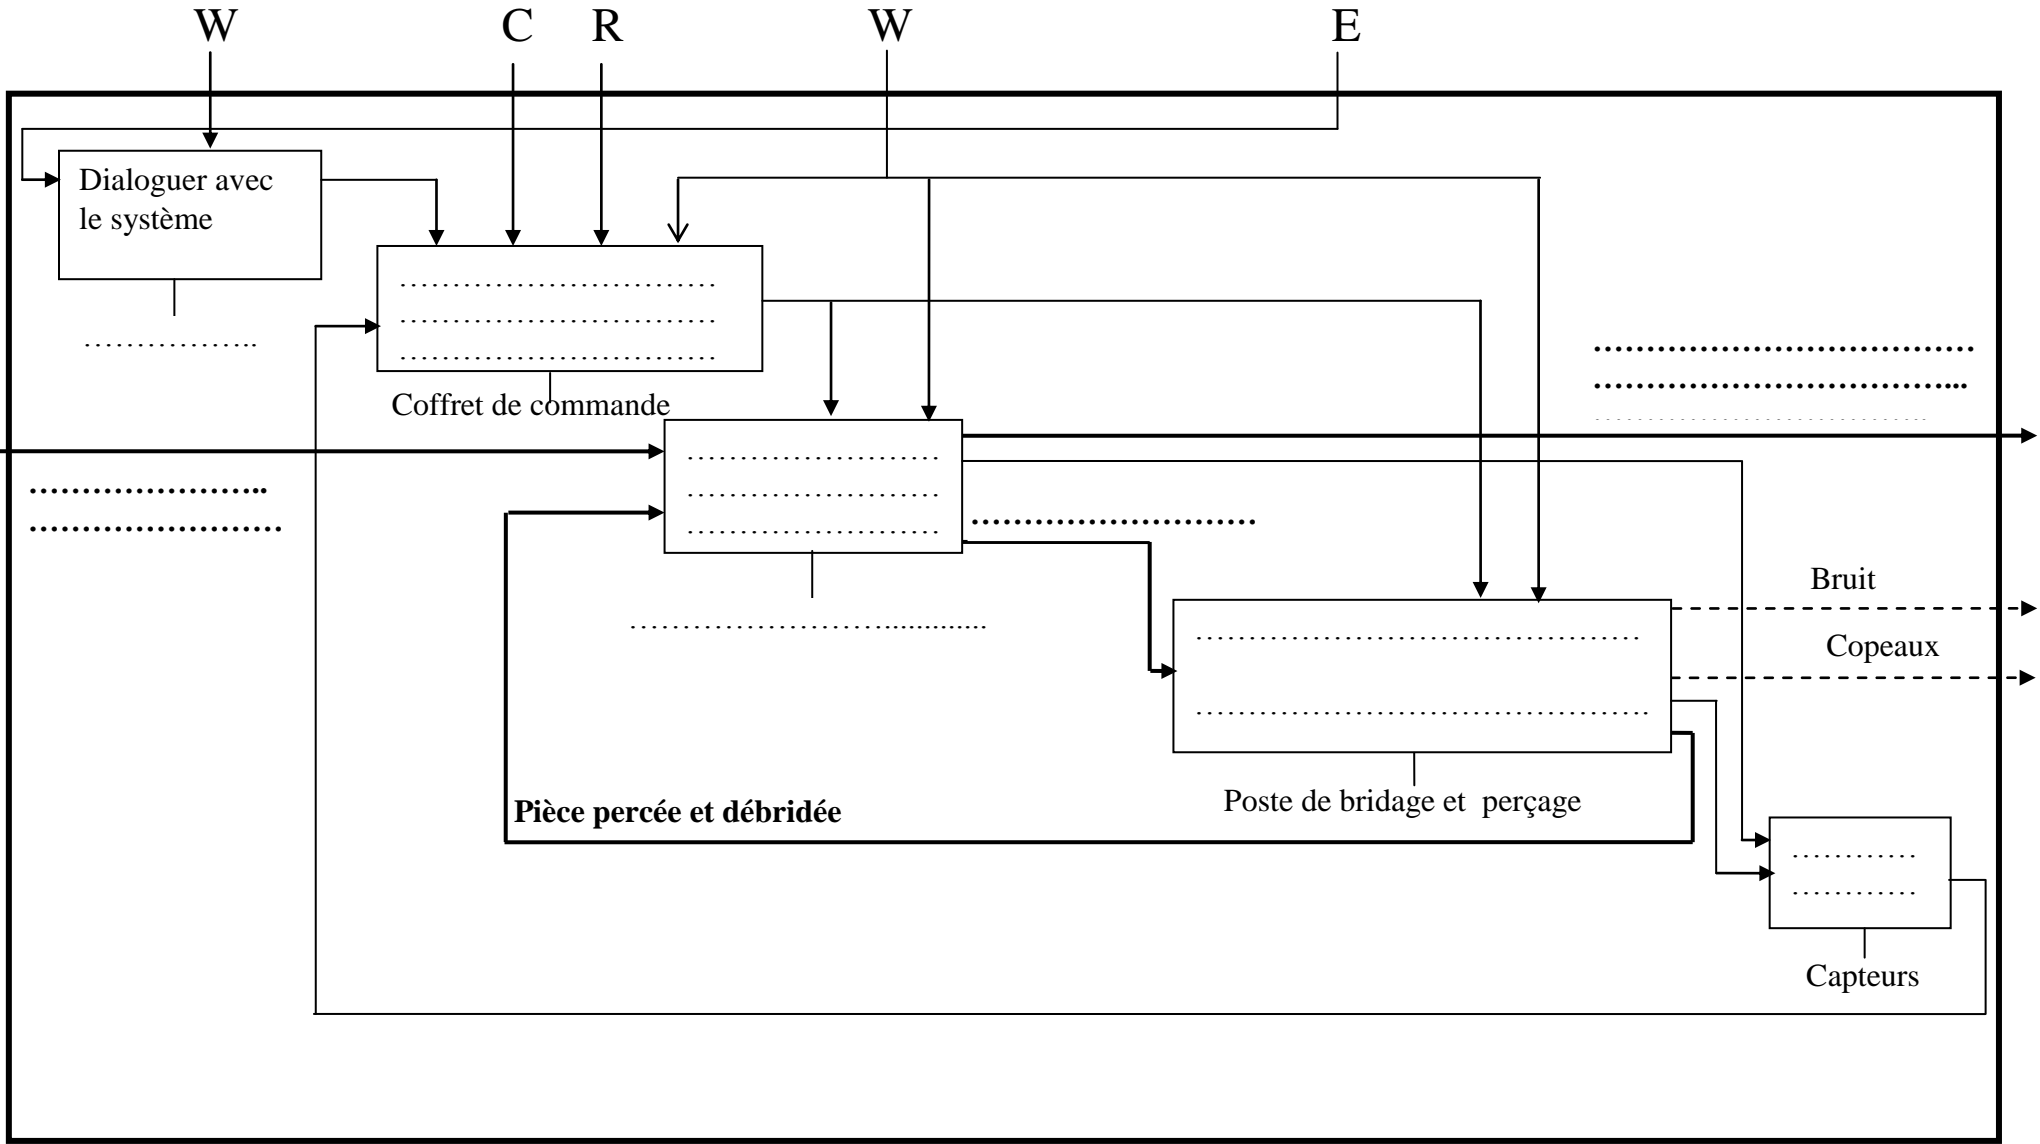 W C R W E
Dialoguer avec
le système
Coffret de commande
Bruit
Copeaux
Poste de bridage et perçage
Pièce percée et débridée
Capteurs